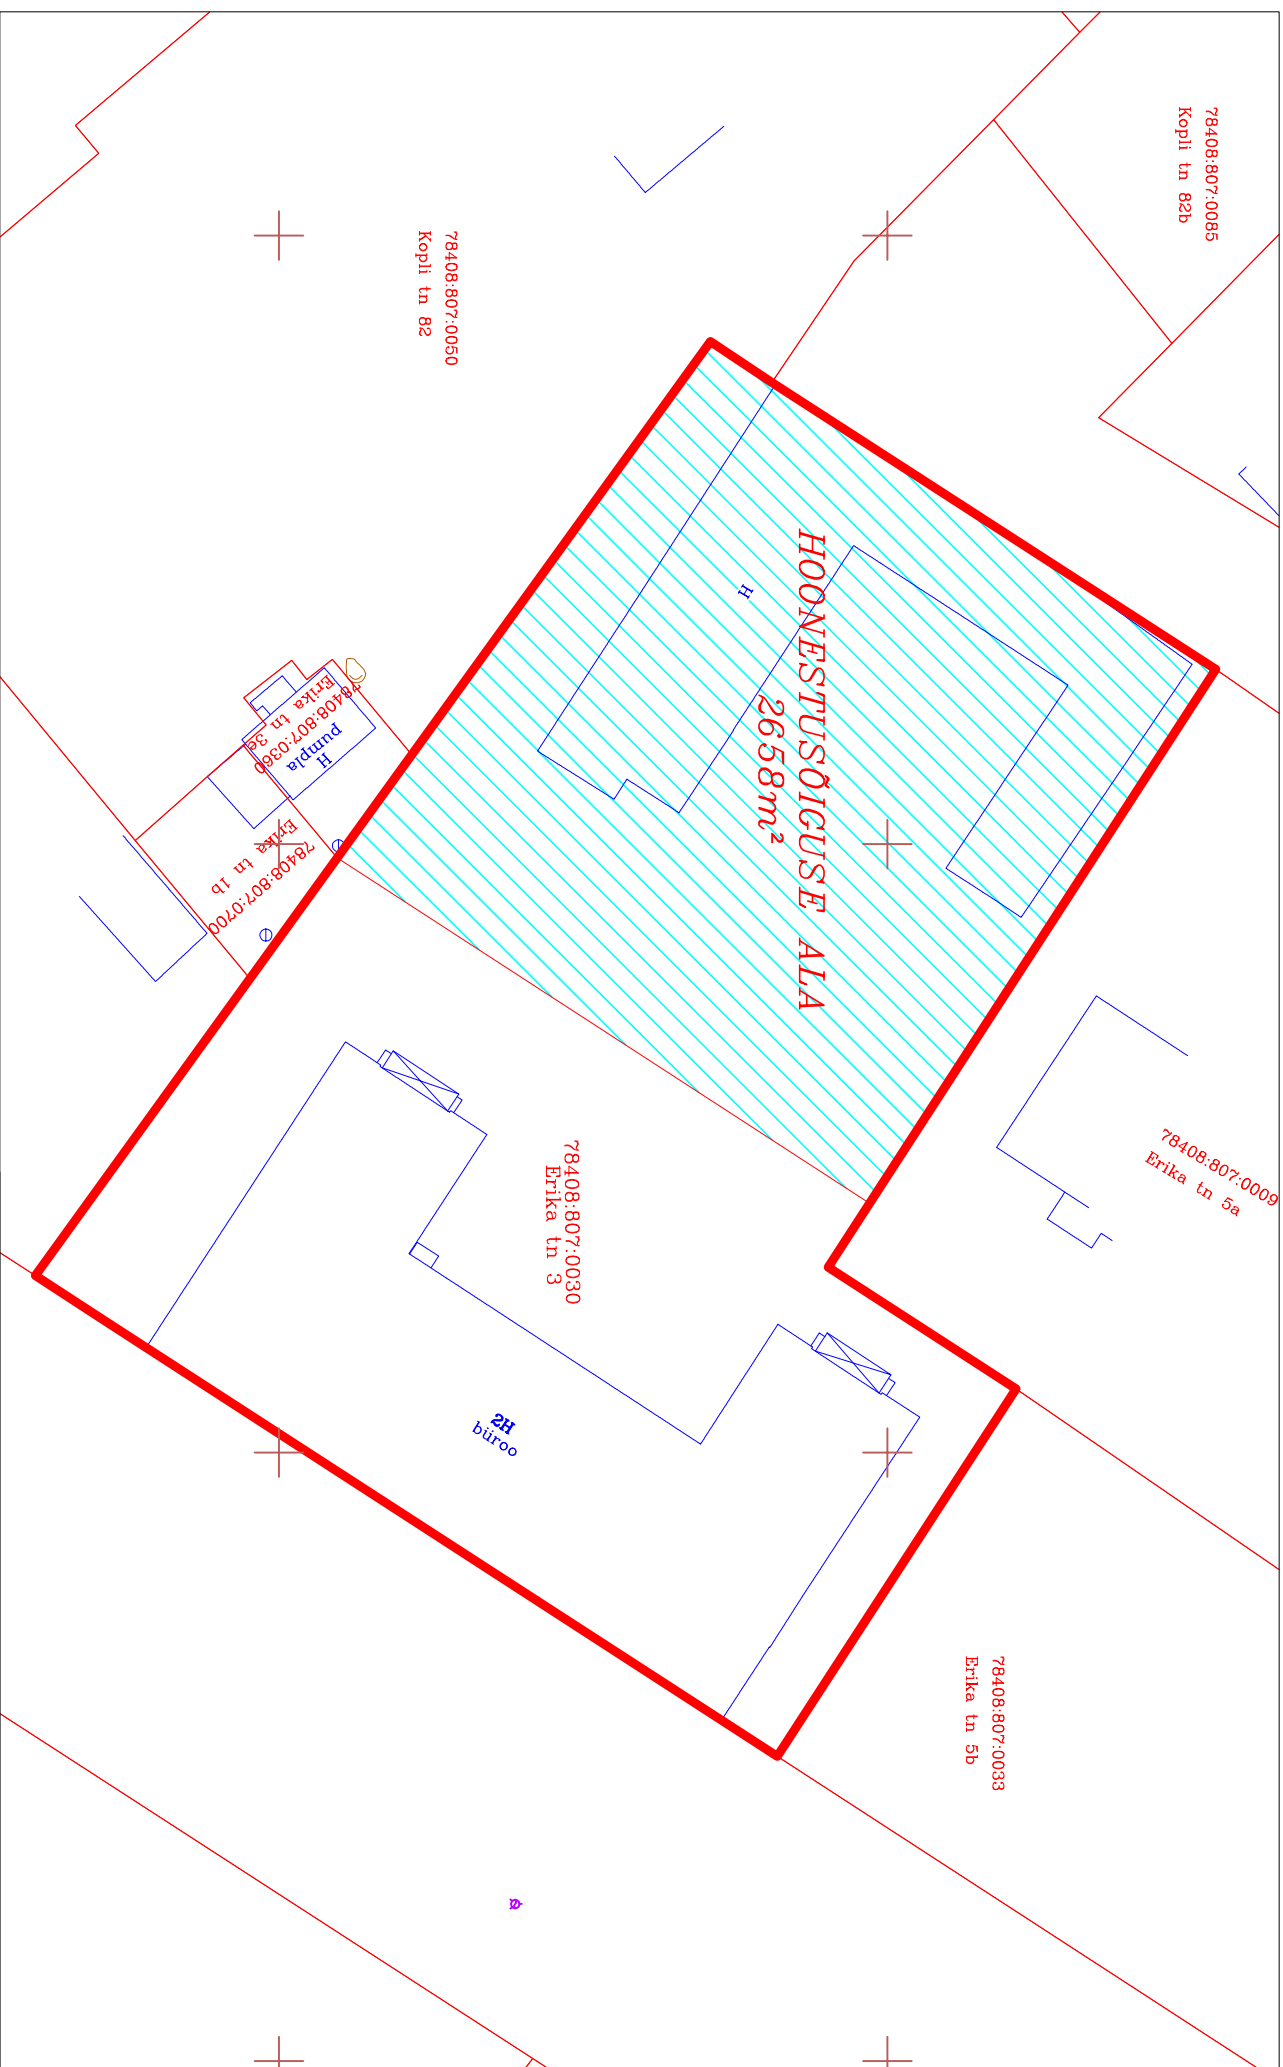 78408:807:0085
Kopli tn 82b
78408:807:0050
Kopli tn 82
HOONESTUSÕIGUSE ALA
2658m²
H
78408:807:0360
Erika tn 3c
H
pumpla
78408:807:0700
Erika tn 1b
78408:807:0009
Erika tn 5a
78408:807:0030
Erika tn 3
2H
büroo
78408:807:0033
Erika tn 5b